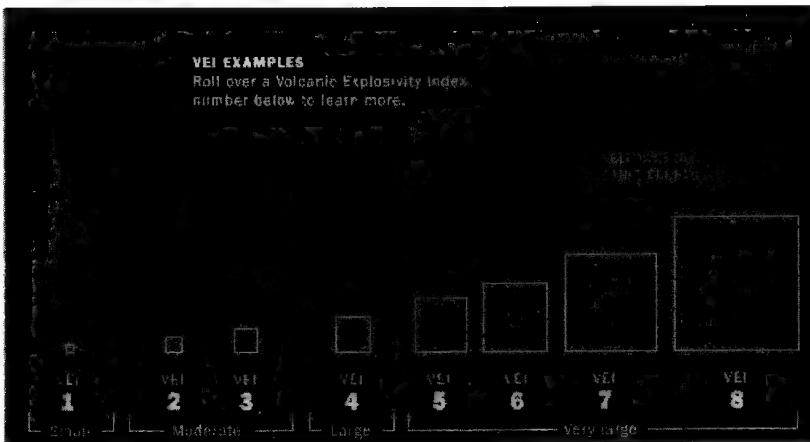 VEI EXAMPLES
Roll over a Volcanic Explosivity Index
number below to learn more.
VEI VEI VEI VEI VEI VEI VEI VEI
1 2 3 4 5 6 7 8
Small Moderate Large Very large